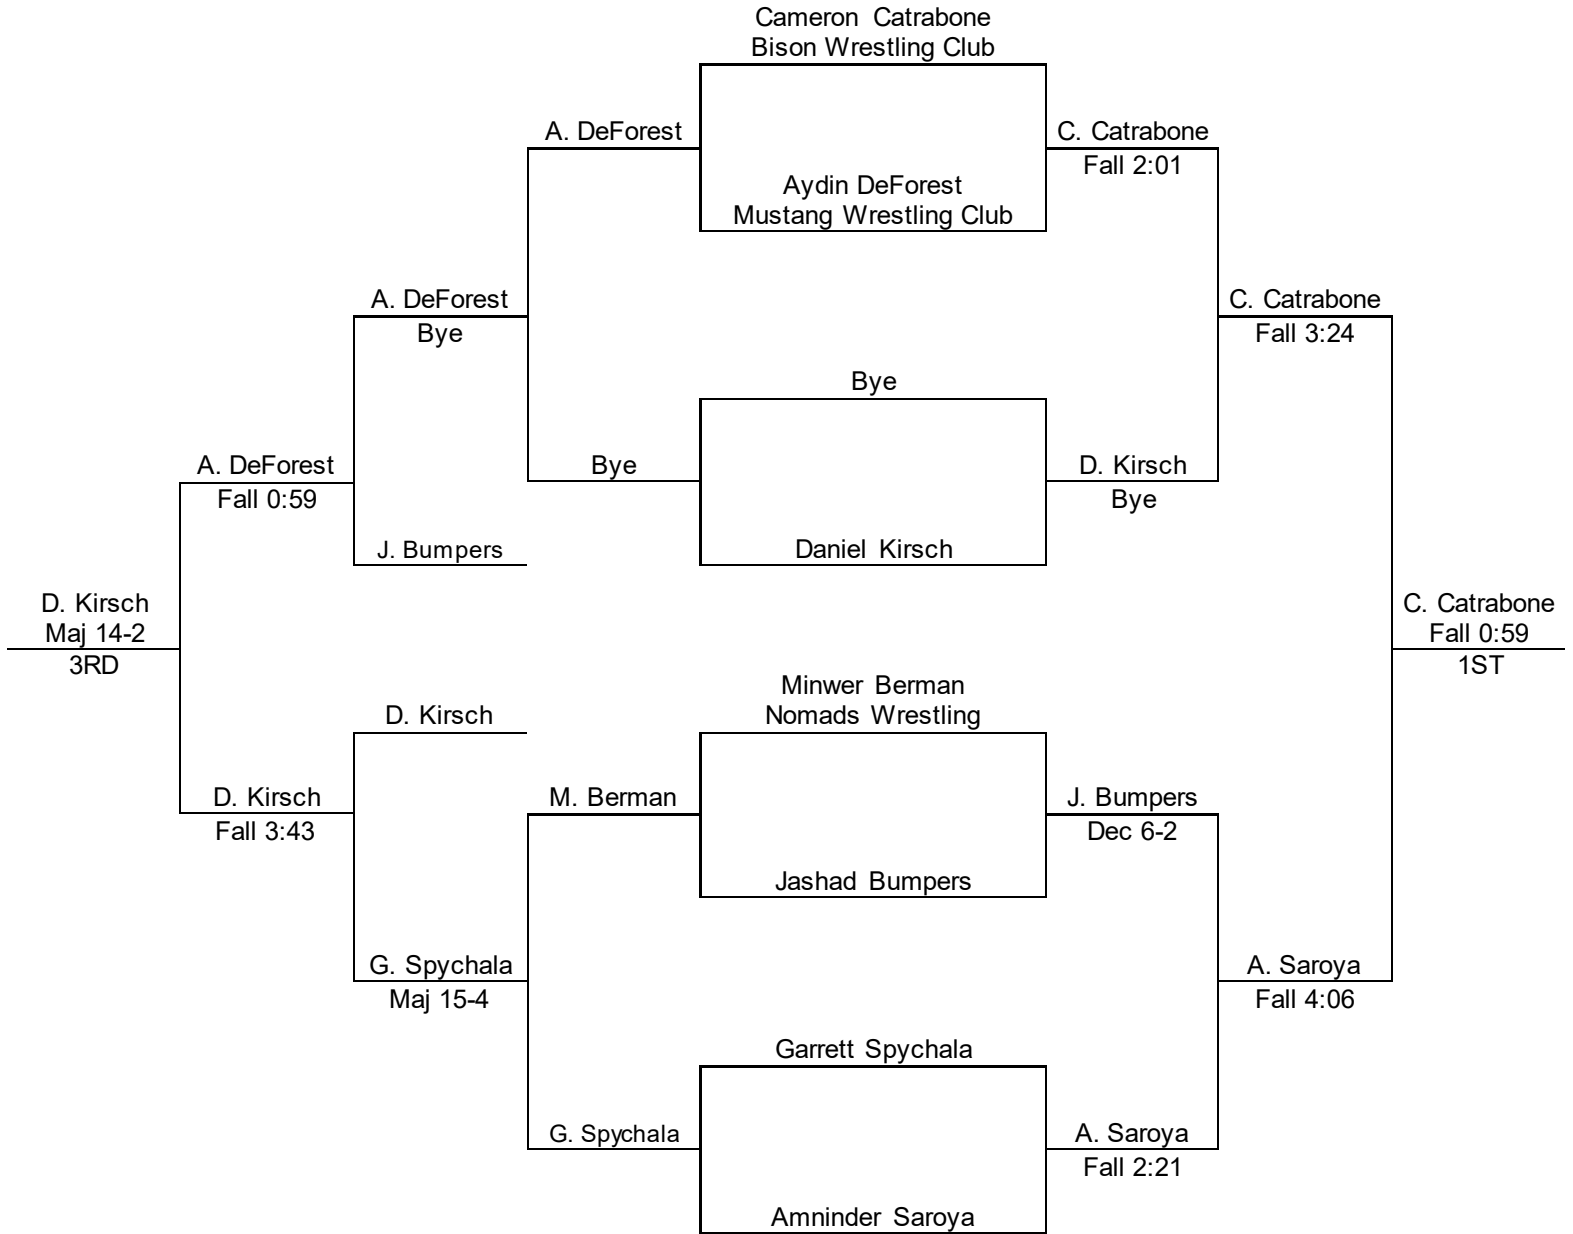 Cameron Catrabone
Bison Wrestling Club
A. DeForest
C. Catrabone
Fall 2:01
Aydin DeForest
Mustang Wrestling Club
A. DeForest
Bye
C. Catrabone
Fall 3:24
Bye
A. DeForest
Fall 0:59
Bye
D. Kirsch
Bye
J. Bumpers
Daniel Kirsch
D. Kirsch
Maj 14-2
3RD
C. Catrabone
Fall 0:59
1ST
Minwer Berman
Nomads Wrestling
D. Kirsch
D. Kirsch
Fall 3:43
M. Berman
J. Bumpers
Dec 6-2
Jashad Bumpers
G. Spychala
Maj 15-4
A. Saroya
Fall 4:06
Garrett Spychala
G. Spychala
A. Saroya
Fall 2:21
Amninder Saroya